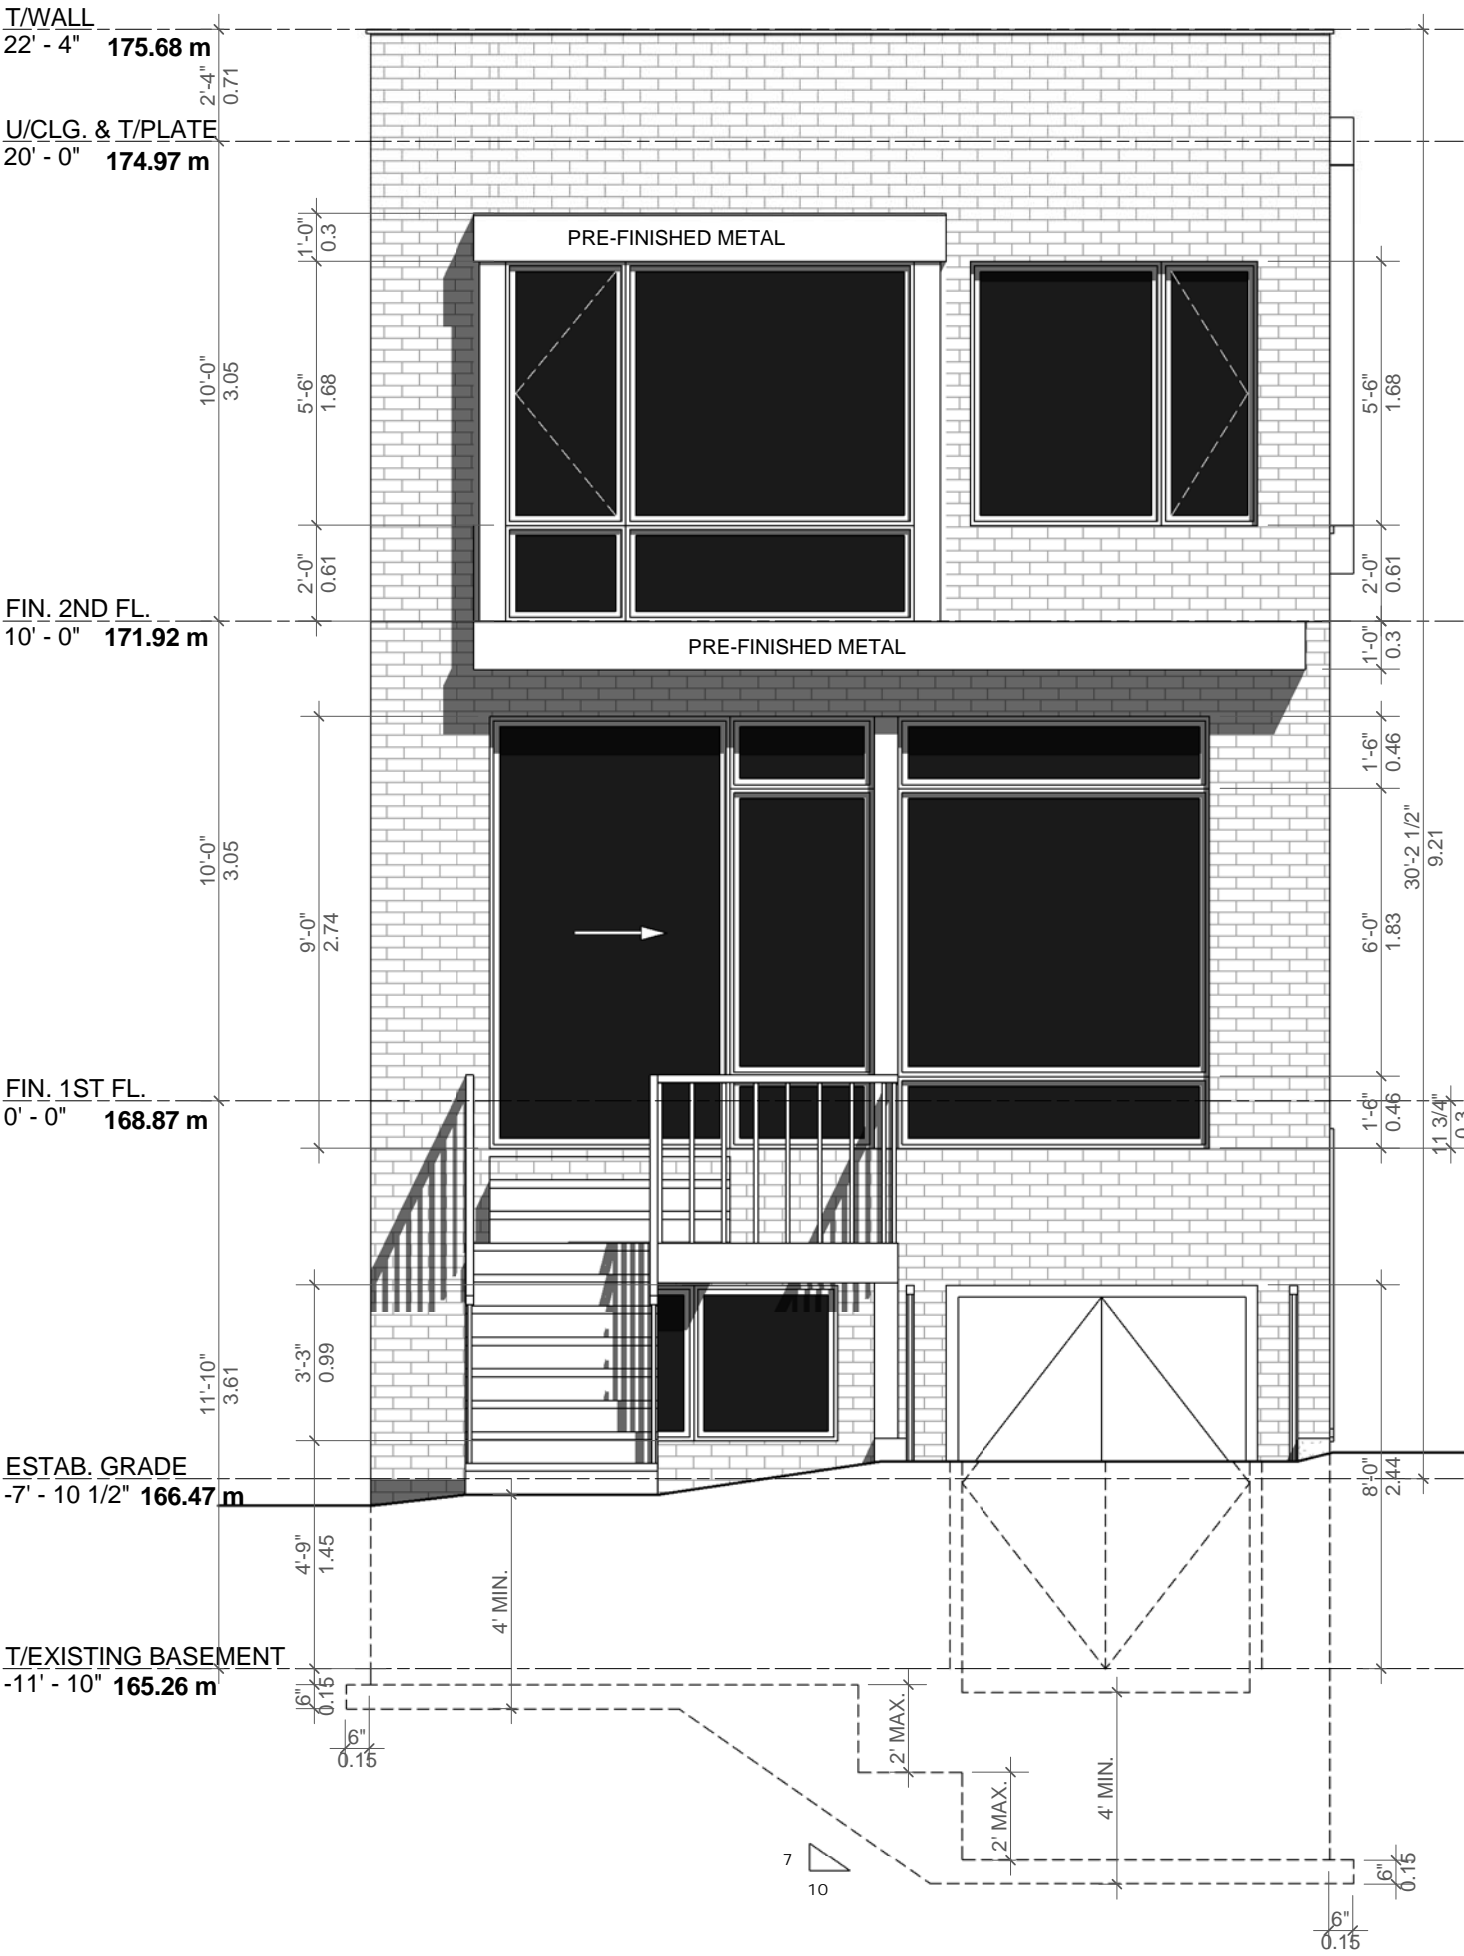 T/WALL
22' - 4" 175.68 m
2'-4"
0.71
U/CLG. & T/PLATE
20' - 0" 174.97 m
1'-0"
0.3
PRE-FINISHED METAL
10'-0"
3.05
5'-6"
1.68
5'-6"
1.68
2'-0"
0.61
2'-0"
0.61
FIN. 2ND FL.
10' - 0" 171.92 m
PRE-FINISHED METAL
1'-0"
0.3
1'-6"
0.46
30'-2 1/2"
9.21
10'-0"
3.05
9'-0"
2.74
6'-0"
1.83
FIN. 1ST FL.
0' - 0" 168.87 m
1'-6"
0.46
11 3/4"
0.3
11'-10"
3.61
3'-3"
0.99
ESTAB. GRADE
-7' - 10 1/2" 166.47 m
8'-0"
2.44
4'-9"
1.45
4' MIN.
T/EXISTING BASEMENT
-11' - 10" 165.26 m
6"
0.15
6"
0.15
2' MAX.
2' MAX.
4' MIN.
7
10
6"
0.15
6"
0.15